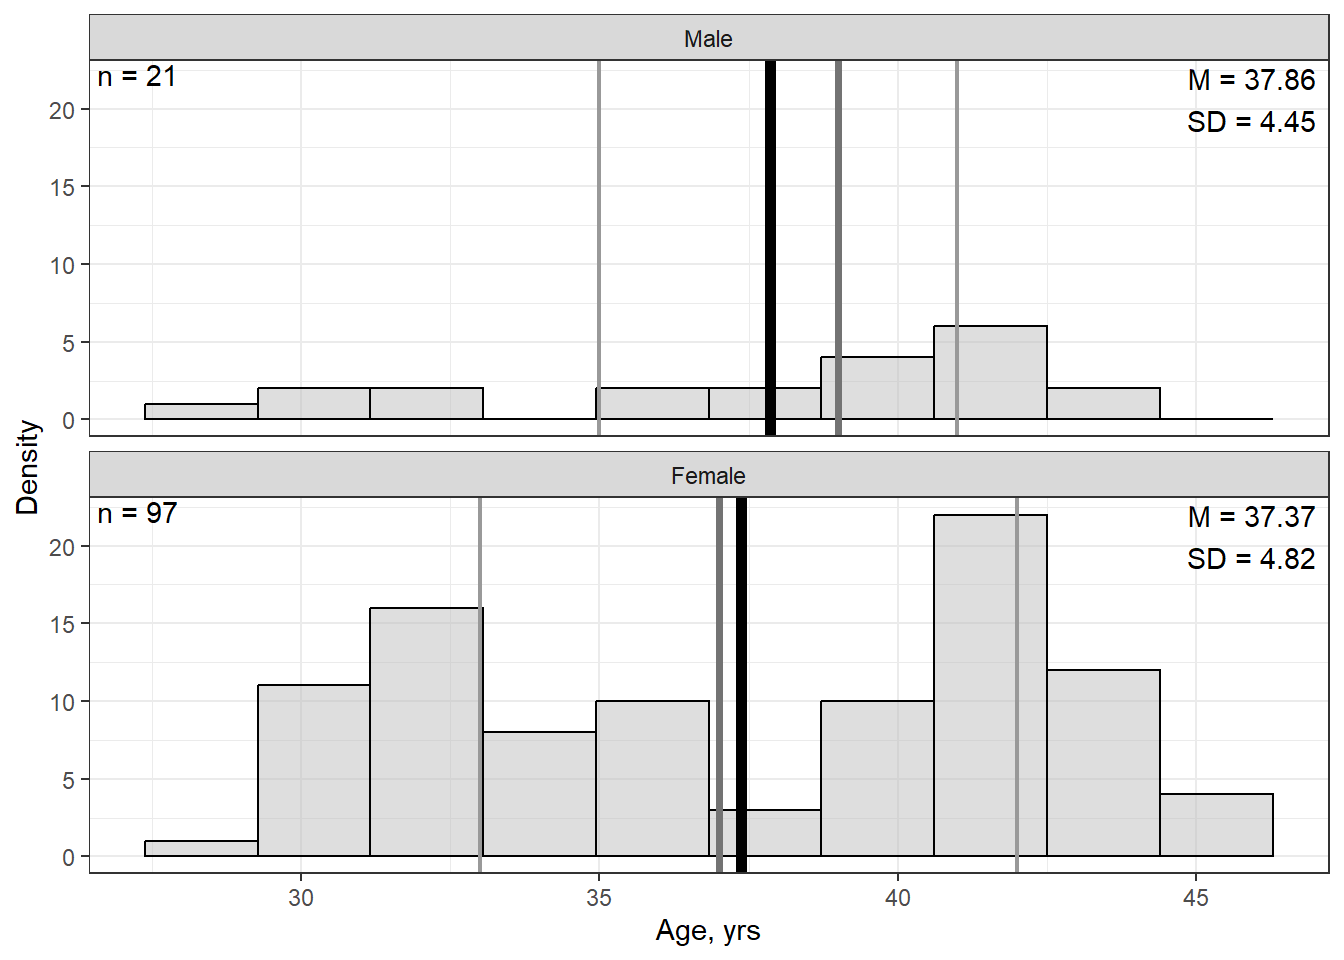 Male
n = 21
M = 37.86
SD = 4.45
20
15
10
5
0
Density
Female
n = 97
M = 37.37
SD = 4.82
20
15
10
5
0
30
35
40
45
Age, yrs